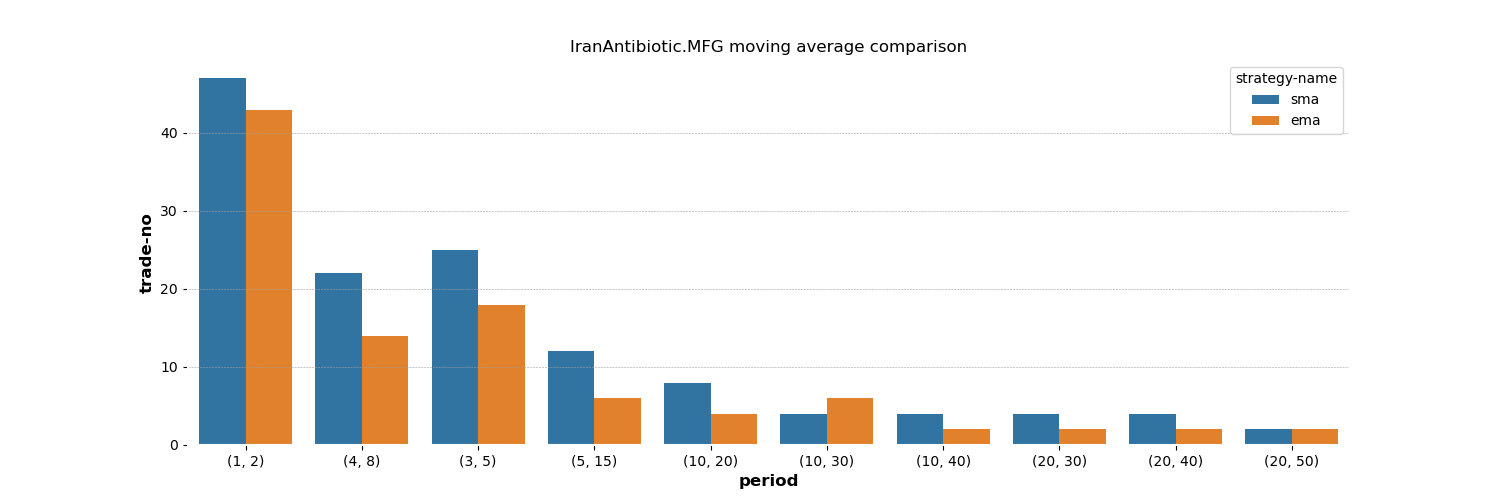 IranAntibiotic.MFG moving average comparison
strategy-name
sma
ema
trade-no
40
30
20
10
0
(1, 2) (4, 8) (3, 5) (5, 15) (10, 20) (10, 30) (10, 40) (20, 30) (20, 40) (20, 50)
period